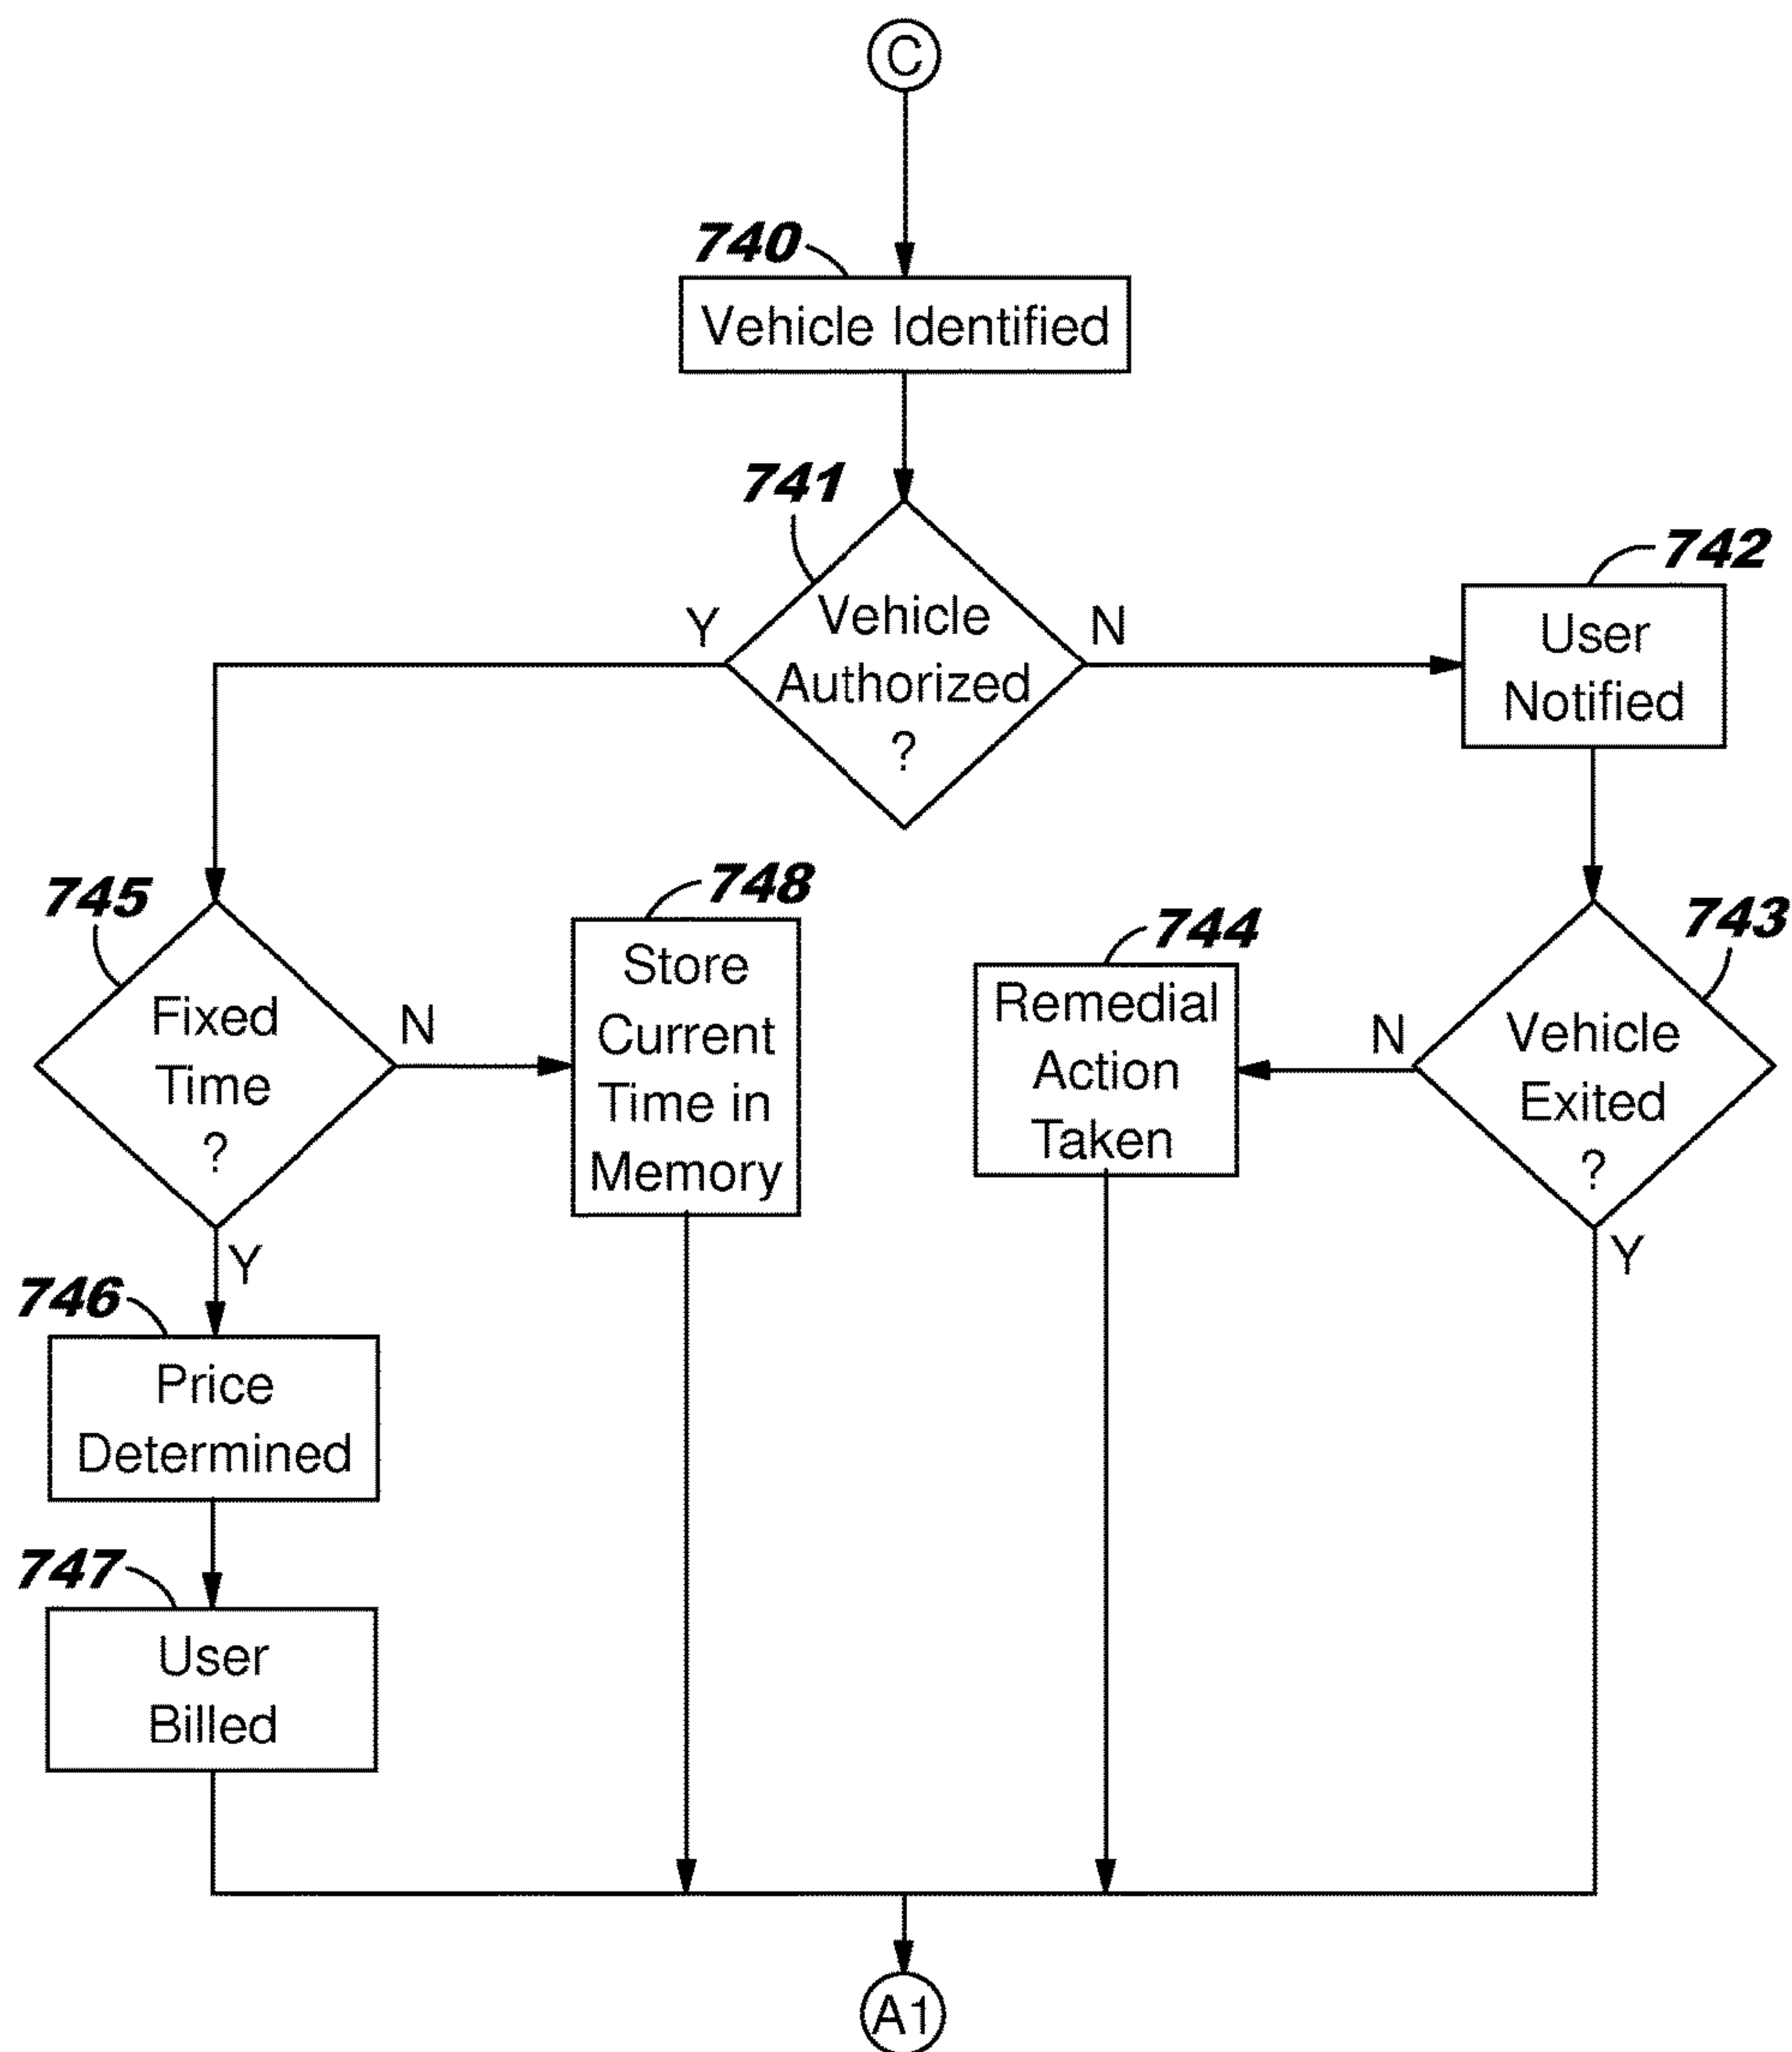 C
740
Vehicle Identified
741
Vehicle
Authorized
?
Y
N
742
User
Notified
745
Fixed
Time
?
N
Y
748
Store
Current
Time in
Memory
744
Remedial
Action
Taken
743
Vehicle
Exited
?
N
Y
746
Price
Determined
747
User
Billed
A1